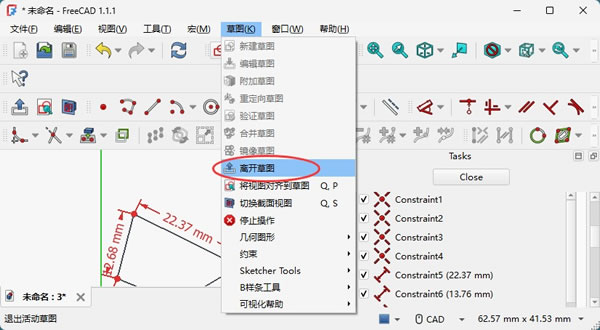 * 未命名 - FreeCAD 1.1.1
文件(F) 编辑(E) 视图(V) 工具(T) 宏(M) 草图(K) 窗口(W) 帮助(H)
新建草图
编辑草图
附加草图
重定向草图
验证草图
合并草图
镜像草图
离开草图
将视图对齐到草图 Q, P
切换截面视图 Q, S
停止操作
几何图形
约束
Sketcher Tools
B样条工具
可视化帮助
22.37 mm
12.68 mm
Tasks
Close
Constraint1
Constraint2
Constraint3
Constraint4
Constraint5 (22.37 mm)
Constraint6 (13.76 mm)
未命名 : 3*
退出活动草图 CAD 62.57 mm × 41.53 mm